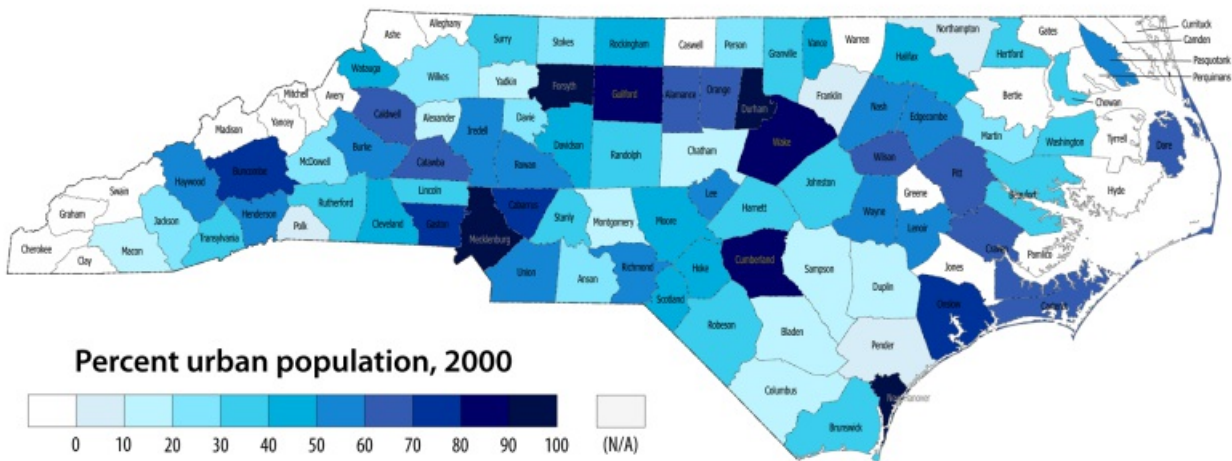 Alleghany
Ashe
Surry
Stokes
Rockingham
Caswell
Person
Granville
Vance
Warren
Northampton
Gates
Currituck
Camden
Pasquotank
Perquimans
Hertford
Halifax
Watauga
Wilkes
Yadkin
Forsyth
Guilford
Alamance
Orange
Durham
Franklin
Nash
Edgecombe
Bertie
Chowan
Mitchell
Avery
Yancey
Madison
Caldwell
Alexander
Davie
Iredell
Davidson
Randolph
Chatham
Wake
Martin
Washington
Tyrrell
Dare
Burke
McDowell
Catawba
Rowan
Johnston
Wilson
Pitt
Greene
Beaufort
Hyde
Buncombe
Haywood
Swain
Graham
Jackson
Henderson
Rutherford
Lincoln
Cleveland
Gaston
Cabarrus
Stanly
Montgomery
Moore
Lee
Harnett
Wayne
Lenoir
Craven
Pamlico
Cherokee
Clay
Macon
Transylvania
Polk
Mecklenburg
Union
Anson
Richmond
Hoke
Scotland
Cumberland
Sampson
Duplin
Jones
Onslow
Carteret
Robeson
Bladen
Pender
Columbus
Brunswick
New Hanover
Percent urban population, 2000
0 10 20 30 40 50 60 70 80 90 100
(N/A)